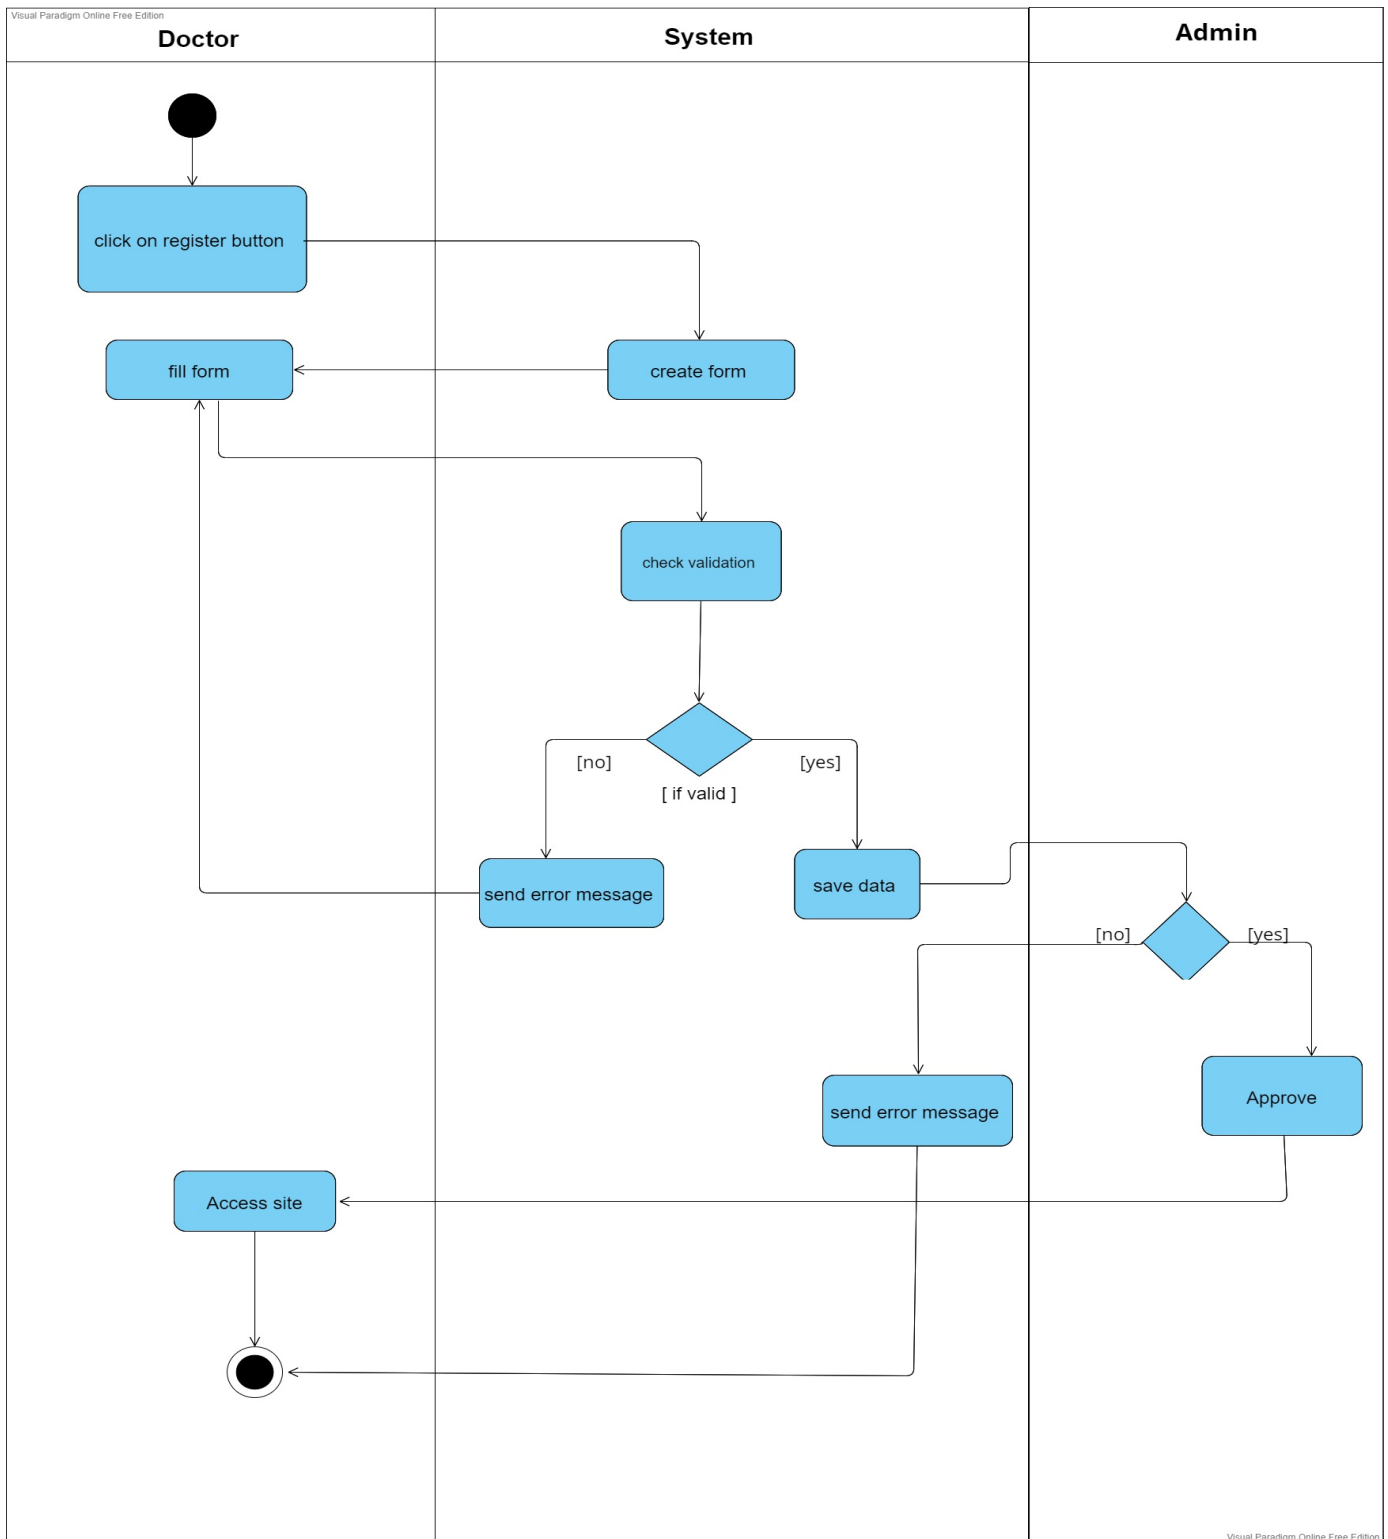 Visual Paradigm Online Free Edition
Doctor
System
Admin
click on register button
fill form
create form
check validation
[no]
[yes]
[ if valid ]
send error message
save data
[no]
[yes]
send error message
Approve
Access site
Visual Paradigm Online Free Edition